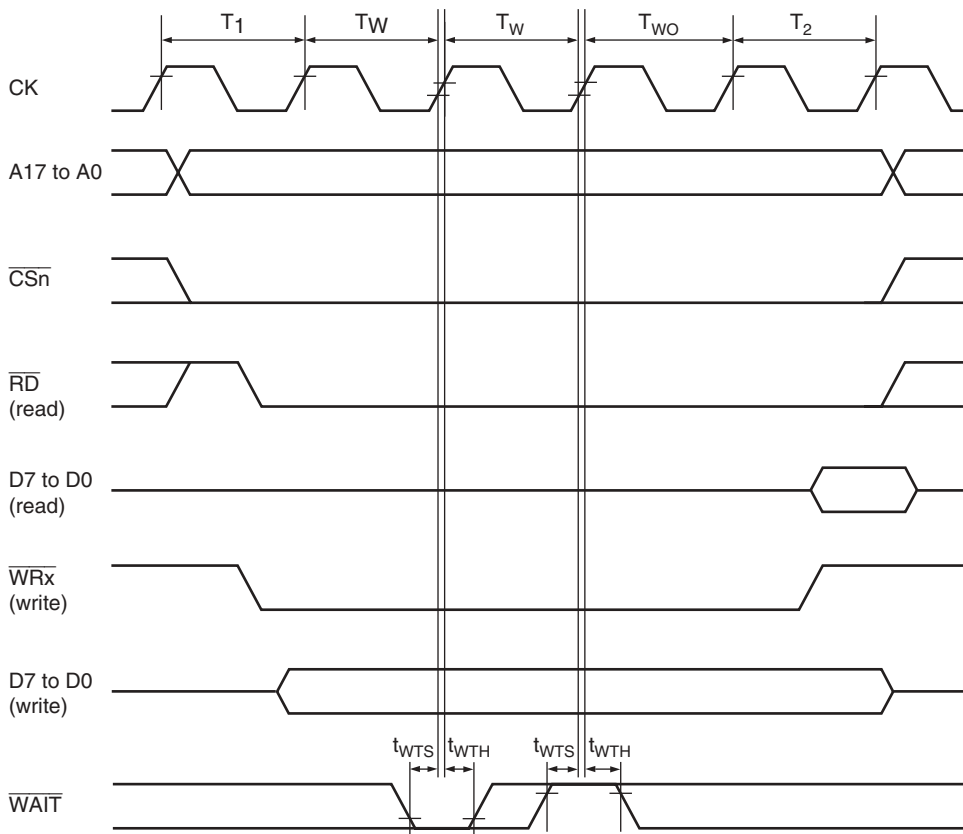 T1 TW TW TWO T2
CK
A17 to A0
CSn
RD
(read)
D7 to D0
(read)
WRx
(write)
D7 to D0
(write)
tWTS tWTH tWTS tWTH
WAIT